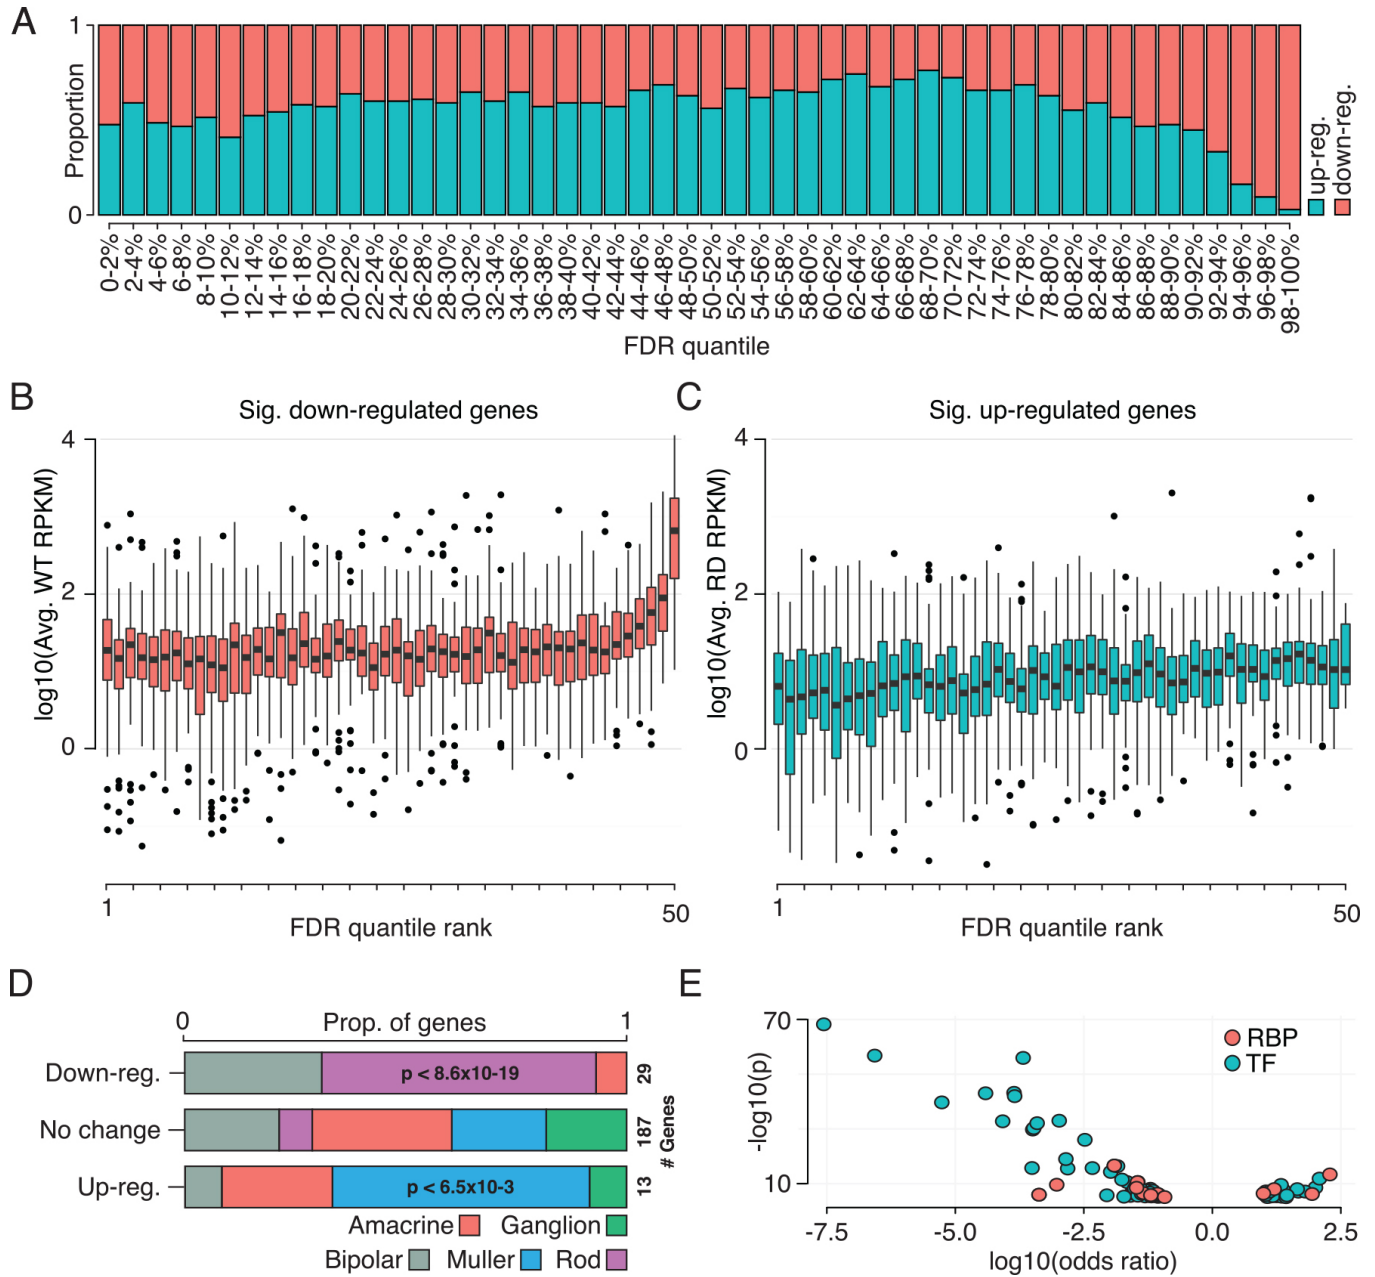 A
1
Proportion
0
up-reg.
down-reg.
0-2%
2-4%
4-6%
6-8%
8-10%
10-12%
12-14%
14-16%
16-18%
18-20%
20-22%
22-24%
24-26%
26-28%
28-30%
30-32%
32-34%
34-36%
36-38%
38-40%
40-42%
42-44%
44-46%
46-48%
48-50%
50-52%
52-54%
54-56%
56-58%
58-60%
60-62%
62-64%
64-66%
66-68%
68-70%
70-72%
72-74%
74-76%
76-78%
78-80%
80-82%
82-84%
84-86%
86-88%
88-90%
90-92%
92-94%
94-96%
96-98%
98-100%
FDR quantile
B
Sig. down-regulated genes
4
2
0
log10(Avg. WT RPKM)
1
50
FDR quantile rank
C
Sig. up-regulated genes
4
2
0
log10(Avg. RD RPKM)
1
50
FDR quantile rank
D
0 Prop. of genes 1
Down-reg. p < 8.6x10-19 29
No change 187
Up-reg. p < 6.5x10-3 13
# Genes
Amacrine Ganglion
Bipolar Muller Rod
E
70
10
-log10(p)
RBP
TF
-7.5 -5.0 -2.5 0.0 2.5
log10(odds ratio)